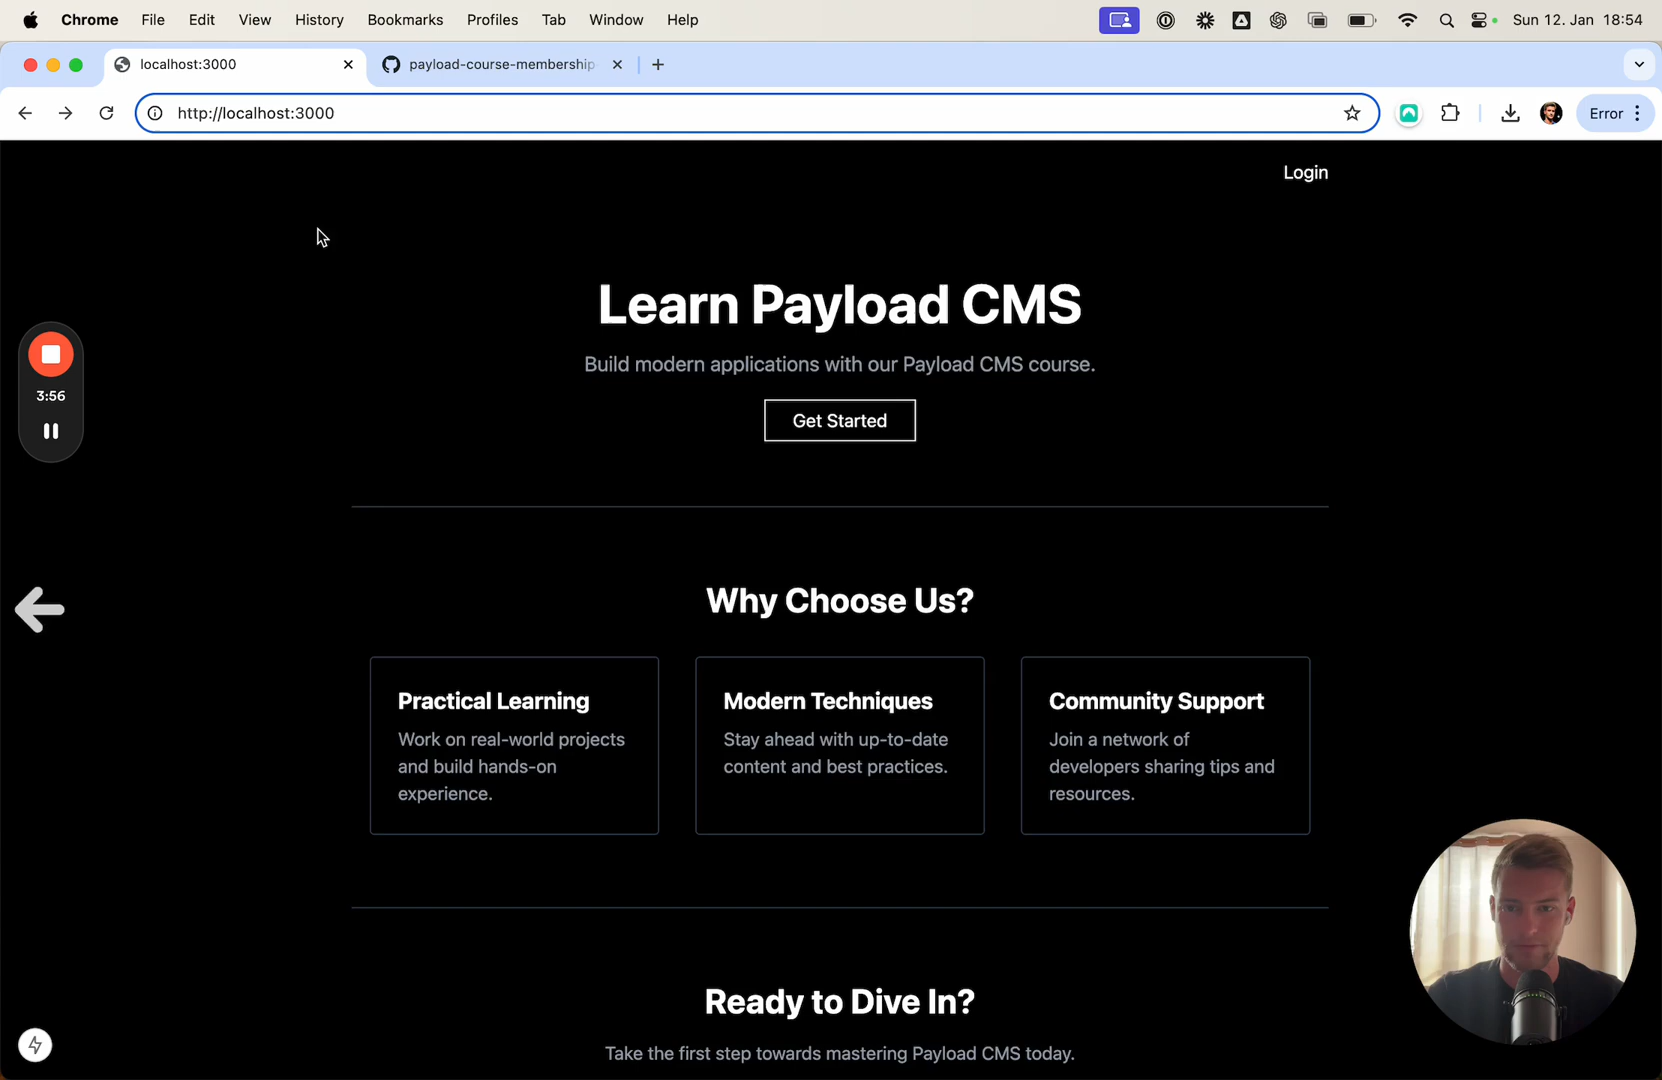 Chrome File Edit View History Bookmarks Profiles Tab Window Help Sun 12. Jan 18:54
localhost:3000 payload-course-membership
http://localhost:3000 Error
Login
Learn Payload CMS
Build modern applications with our Payload CMS course.
Get Started
3:56
Why Choose Us?
Practical Learning
Work on real-world projects
and build hands-on
experience.
Modern Techniques
Stay ahead with up-to-date
content and best practices.
Community Support
Join a network of
developers sharing tips and
resources.
Ready to Dive In?
Take the first step towards mastering Payload CMS today.